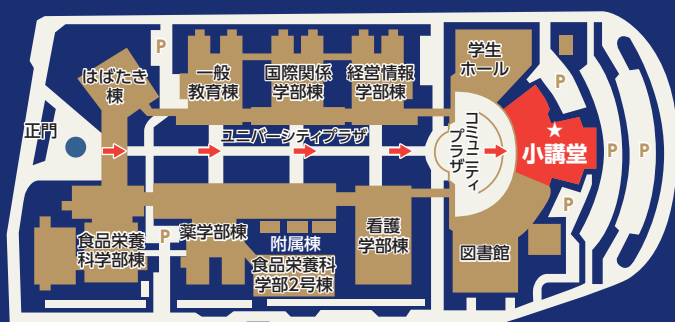 P
学生
ホール
はばたき
棟
一般
教育棟
国際関係
学部棟
経営情報
学部棟
P
正門
ユニバーシティプラザ
コミュニティ
プラザ
小講堂
P
P
P
食品栄養
科学部棟
P
薬学部棟
附属棟
食品栄養科
学部2号棟
看護
学部棟
図書館